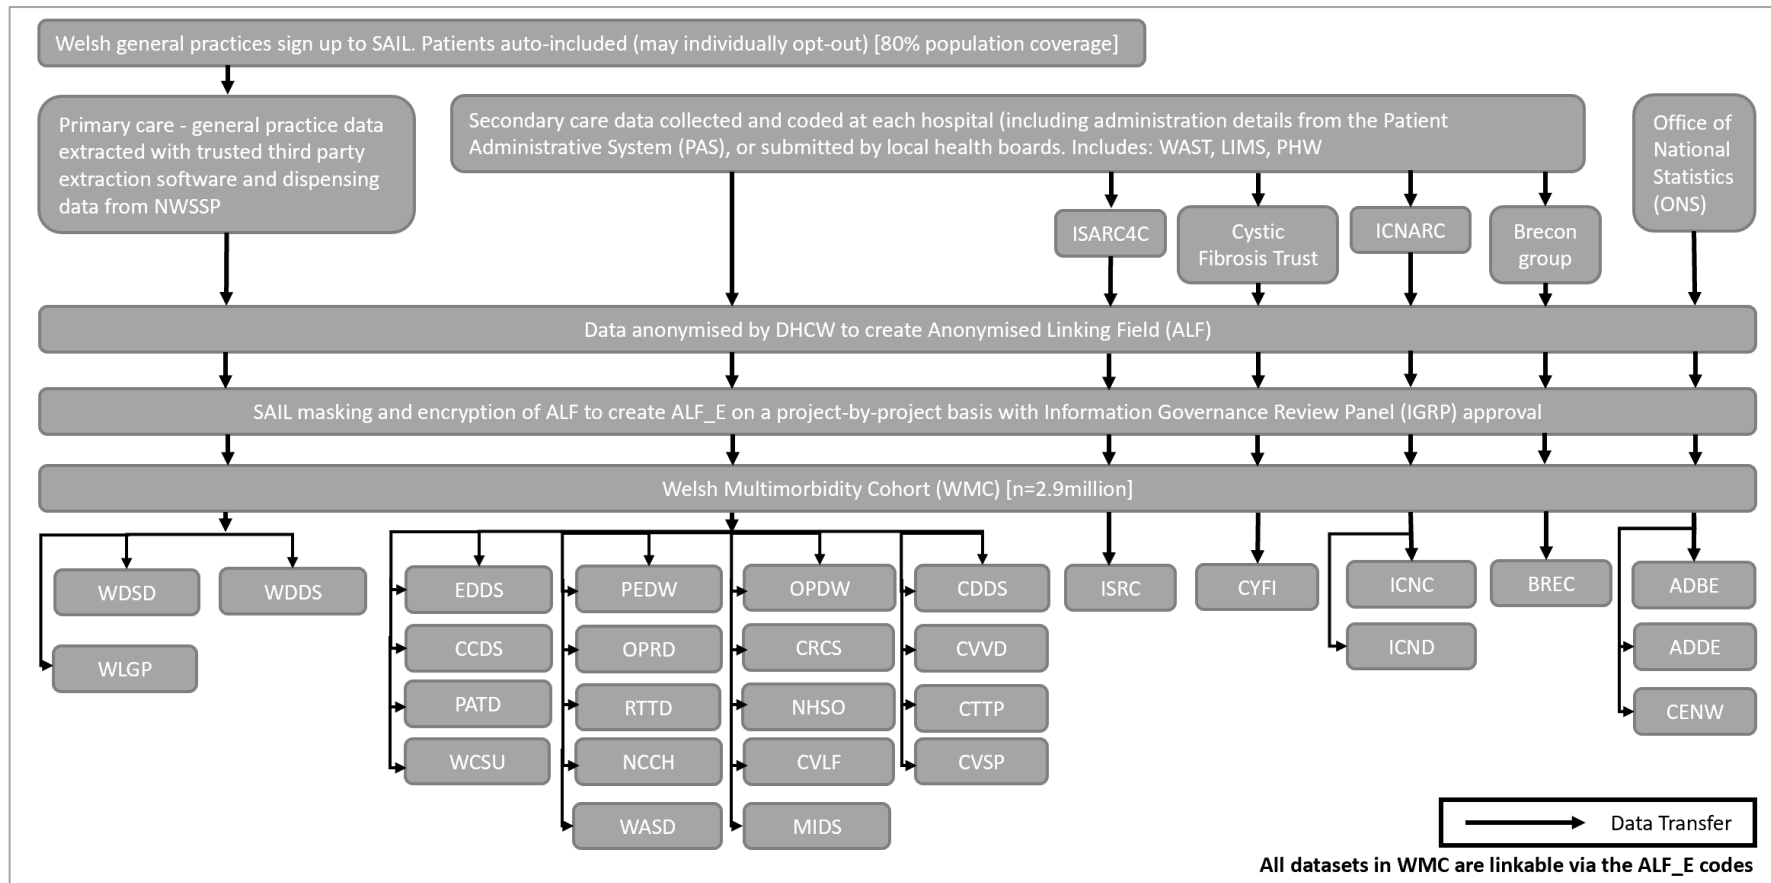 Welsh general practices sign up to SAIL. Patients auto-included (may individually opt-out) [80% population coverage]
Primary care - general practice data
extracted with trusted third party
extraction software and dispensing
data from NWSSP
Secondary care data collected and coded at each hospital (including administration details from the Patient
Administrative System (PAS), or submitted by local health boards. Includes: WAST, LIMS, PHW
Office of
National
Statistics
(ONS)
ISARC4C
Cystic
Fibrosis Trust
ICNARC
Brecon
group
Data anonymised by DHCW to create Anonymised Linking Field (ALF)
SAIL masking and encryption of ALF to create ALF_E on a project-by-project basis with Information Governance Review Panel (IGRP) approval
Welsh Multimorbidity Cohort (WMC) [n=2.9million]
WDSD
WDDS
WLGP
EDDS
CCDS
PATD
WCSU
PEDW
OPRD
RTTD
NCCH
WASD
OPDW
CRCS
NHSO
CVLF
MIDS
CDDS
CVVD
CTTP
CVSP
ISRC
CYFI
ICNC
ICND
BREC
ADBE
ADDE
CENW
Data Transfer
All datasets in WMC are linkable via the ALF_E codes